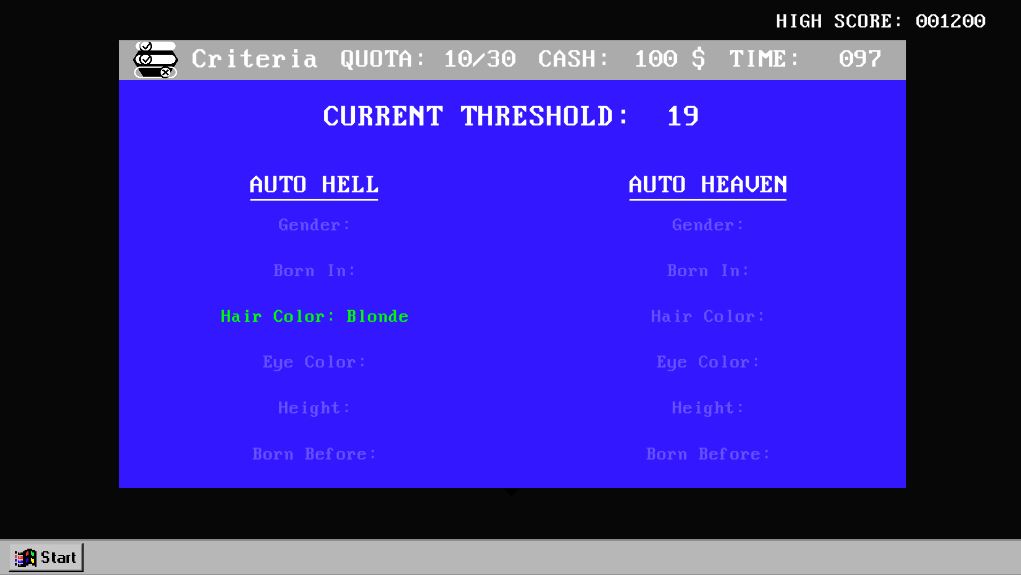 HIGH SCORE: 001200
Criteria QUOTA: 10/30 CASH: 100 $ TIME: 097
CURRENT THRESHOLD: 19
AUTO HELL AUTO HEAVEN
Gender: Gender:
Born In: Born In:
Hair Color: Blonde Hair Color:
Eye Color: Eye Color:
Height: Height:
Born Before: Born Before:
Start